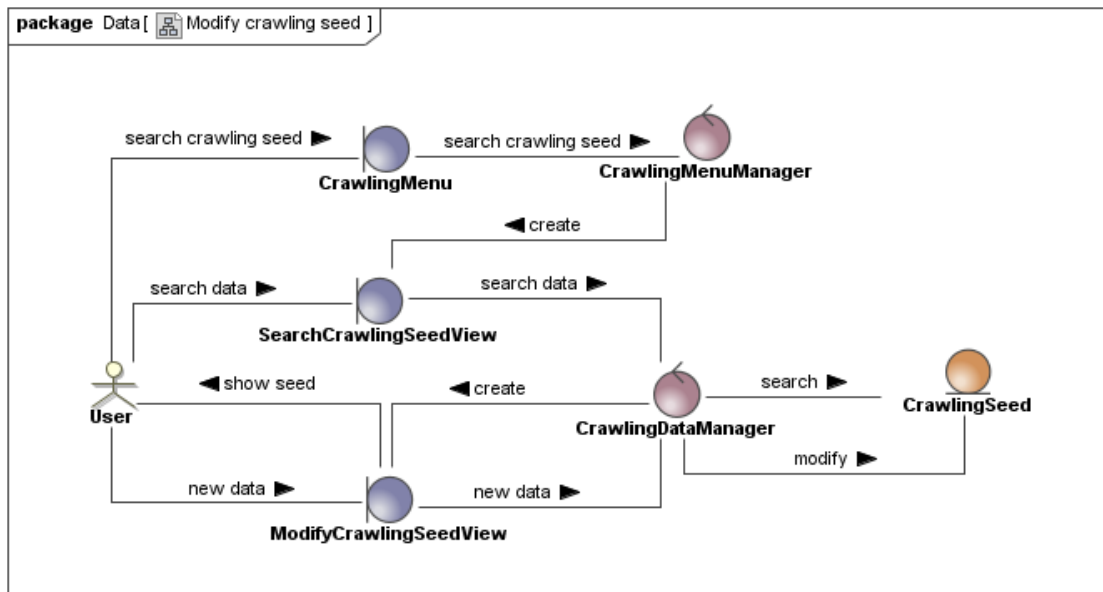 package Data[ Modify crawling seed ]
search crawling seed
search crawling seed
CrawlingMenu
CrawlingMenuManager
create
search data
search data
SearchCrawlingSeedView
show seed
create
search
User
CrawlingDataManager
CrawlingSeed
modify
new data
new data
ModifyCrawlingSeedView